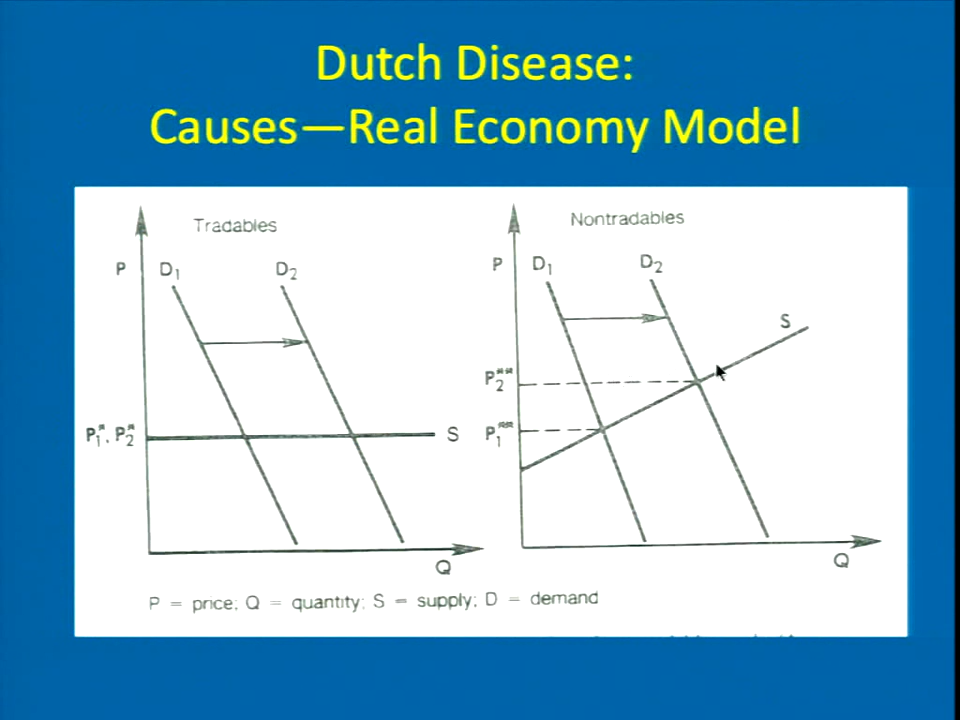 Dutch Disease:
Causes—Real Economy Model
Tradables
P
D1
D2
P1*, P2*
S
Q
Nontradables
P
D1
D2
S
P2**
P1**
Q
P = price; Q = quantity; S = supply; D = demand